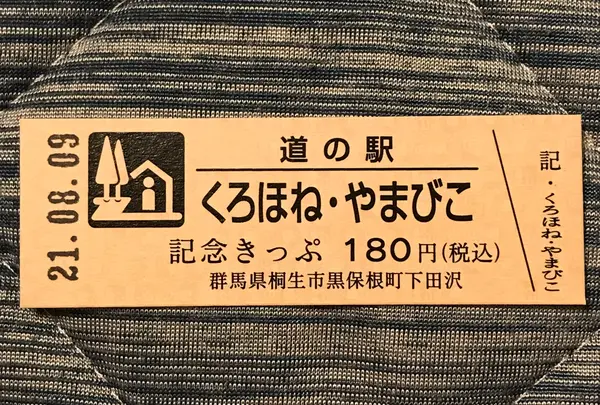 21.08.09
道の駅
くろほね・やまびこ
記念きっぷ 180円(税込)
群馬県桐生市黒保根町下田沢
記・くろほね・やまびこ